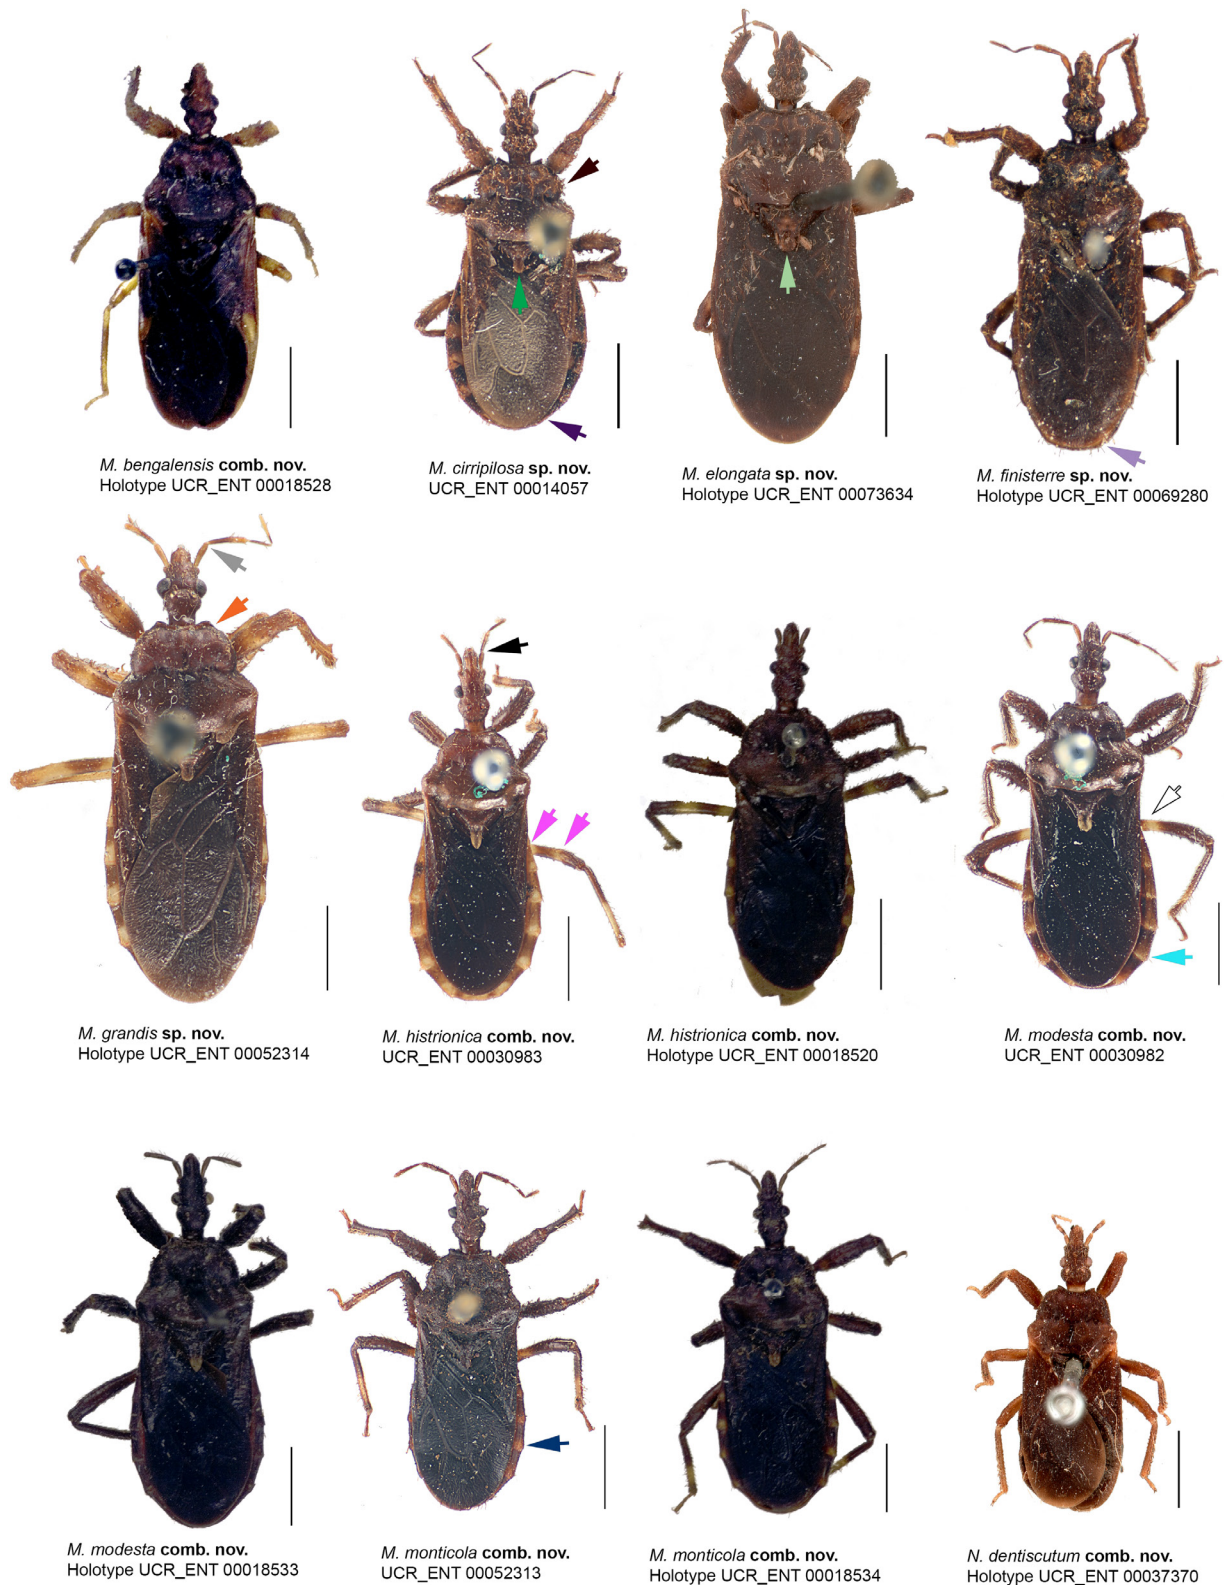 M. bengalensis comb. nov.
Holotype UCR_ENT 00018528
M. cirripilosa sp. nov.
UCR_ENT 00014057
M. elongata sp. nov.
Holotype UCR_ENT 00073634
M. finisterre sp. nov.
Holotype UCR_ENT 00069280
M. grandis sp. nov.
Holotype UCR_ENT 00052314
M. histrionica comb. nov.
UCR_ENT 00030983
M. histrionica comb. nov.
Holotype UCR_ENT 00018520
M. modesta comb. nov.
UCR_ENT 00030982
M. modesta comb. nov.
Holotype UCR_ENT 00018533
M. monticola comb. nov.
UCR_ENT 00052313
M. monticola comb. nov.
Holotype UCR_ENT 00018534
N. dentiscutum comb. nov.
Holotype UCR_ENT 00037370